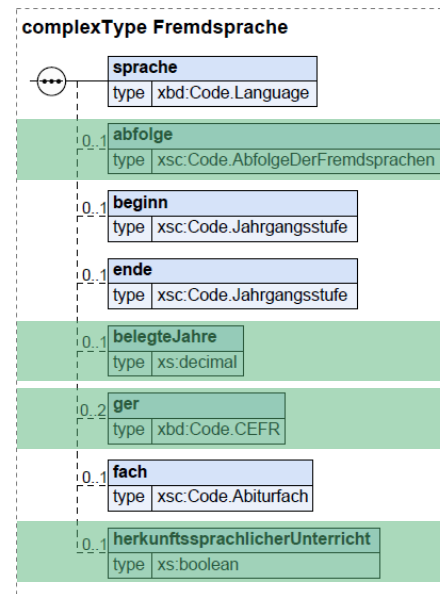 complexType Fremdsprache
sprache
type xbd:Code.Language
0..1 abfolge
type xsc:Code.AbfolgeDerFremdsprachen
0..1 beginn
type xsc:Code.Jahrgangsstufe
0..1 ende
type xsc:Code.Jahrgangsstufe
0..1 belegteJahre
type xs:decimal
0..2 ger
type xbd:Code.CEFR
0..1 fach
type xsc:Code.Abiturfach
0..1 herkunftssprachlicherUnterricht
type xs:boolean